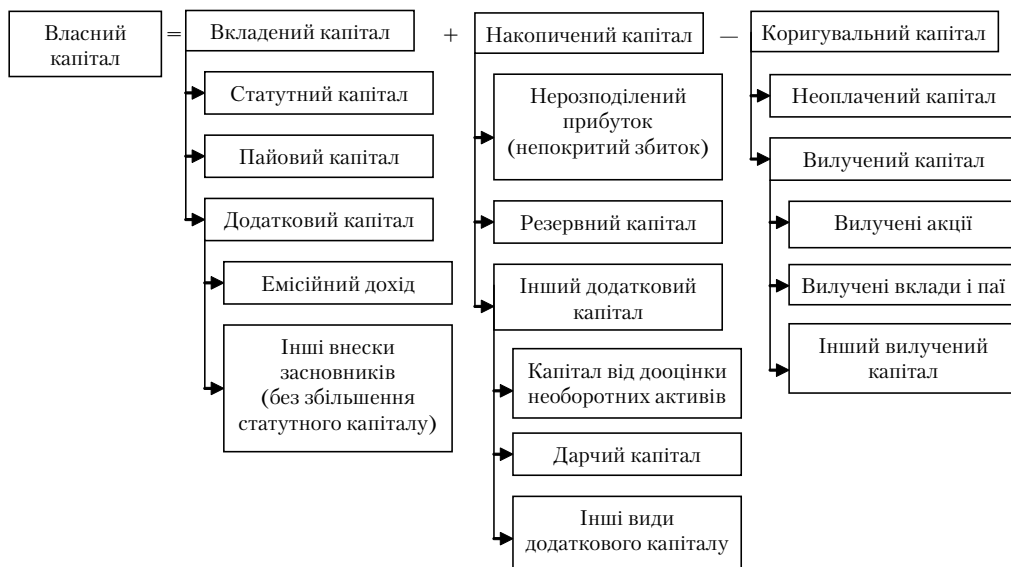 Власний
капітал
=
Вкладений капітал
+
Накопичений капітал
—
Коригувальний капітал
Статутний капітал
Пайовий капітал
Додатковий капітал
Емісійний дохід
Інші внески
засновників
(без збільшення
статутного капіталу)
Нерозподілений
прибуток
(непокритий збиток)
Резервний капітал
Інший додатковий
капітал
Капітал від дооцінки
необоротних активів
Дарчий капітал
Інші види
додаткового капіталу
Неоплачений капітал
Вилучений капітал
Вилучені акції
Вилучені вклади і паї
Інший вилучений
капітал